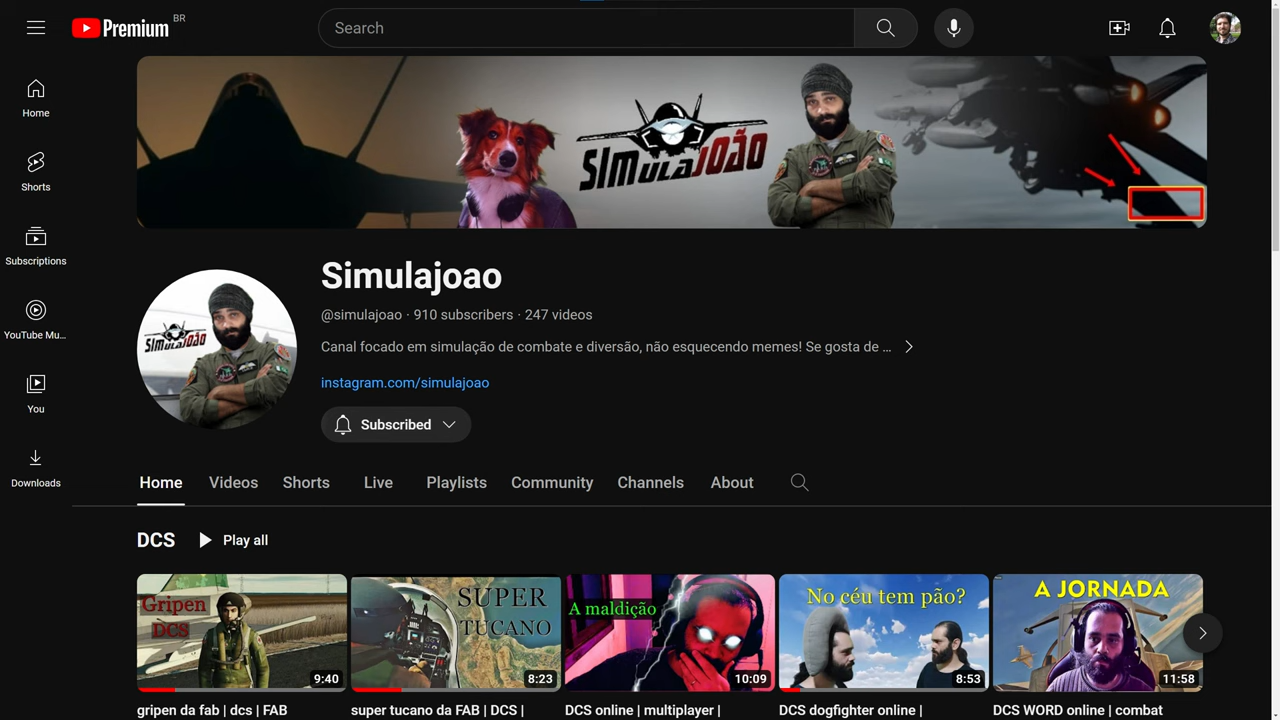 Premium
BR
Search
Home
Shorts
Subscriptions
YouTube Mu...
You
Downloads
SIMULAJOÃO
SIMULAJOÃO
Simulajoao
@simulajoao · 910 subscribers · 247 videos
Canal focado em simulação de combate e diversão, não esquecendo memes! Se gosta de ...
instagram.com/simulajoao
Subscribed
Home Videos Shorts Live Playlists Community Channels About
DCS Play all
Gripen
DCS
9:40
SUPER
TUCANO
8:23
A maldição
10:09
No céu tem pão?
8:53
A JORNADA
11:58
gripen da fab | dcs | FAB
super tucano da FAB | DCS |
DCS online | multiplayer |
DCS dogfighter online |
DCS WORD online | combat